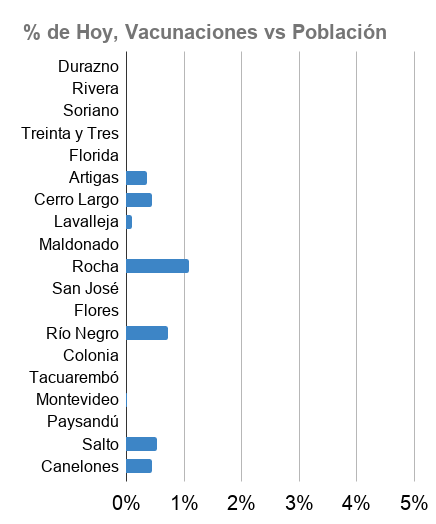 % de Hoy, Vacunaciones vs Población
Durazno
Rivera
Soriano
Treinta y Tres
Florida
Artigas
Cerro Largo
Lavalleja
Maldonado
Rocha
San José
Flores
Río Negro
Colonia
Tacuarembó
Montevideo
Paysandú
Salto
Canelones
0% 1% 2% 3% 4% 5%